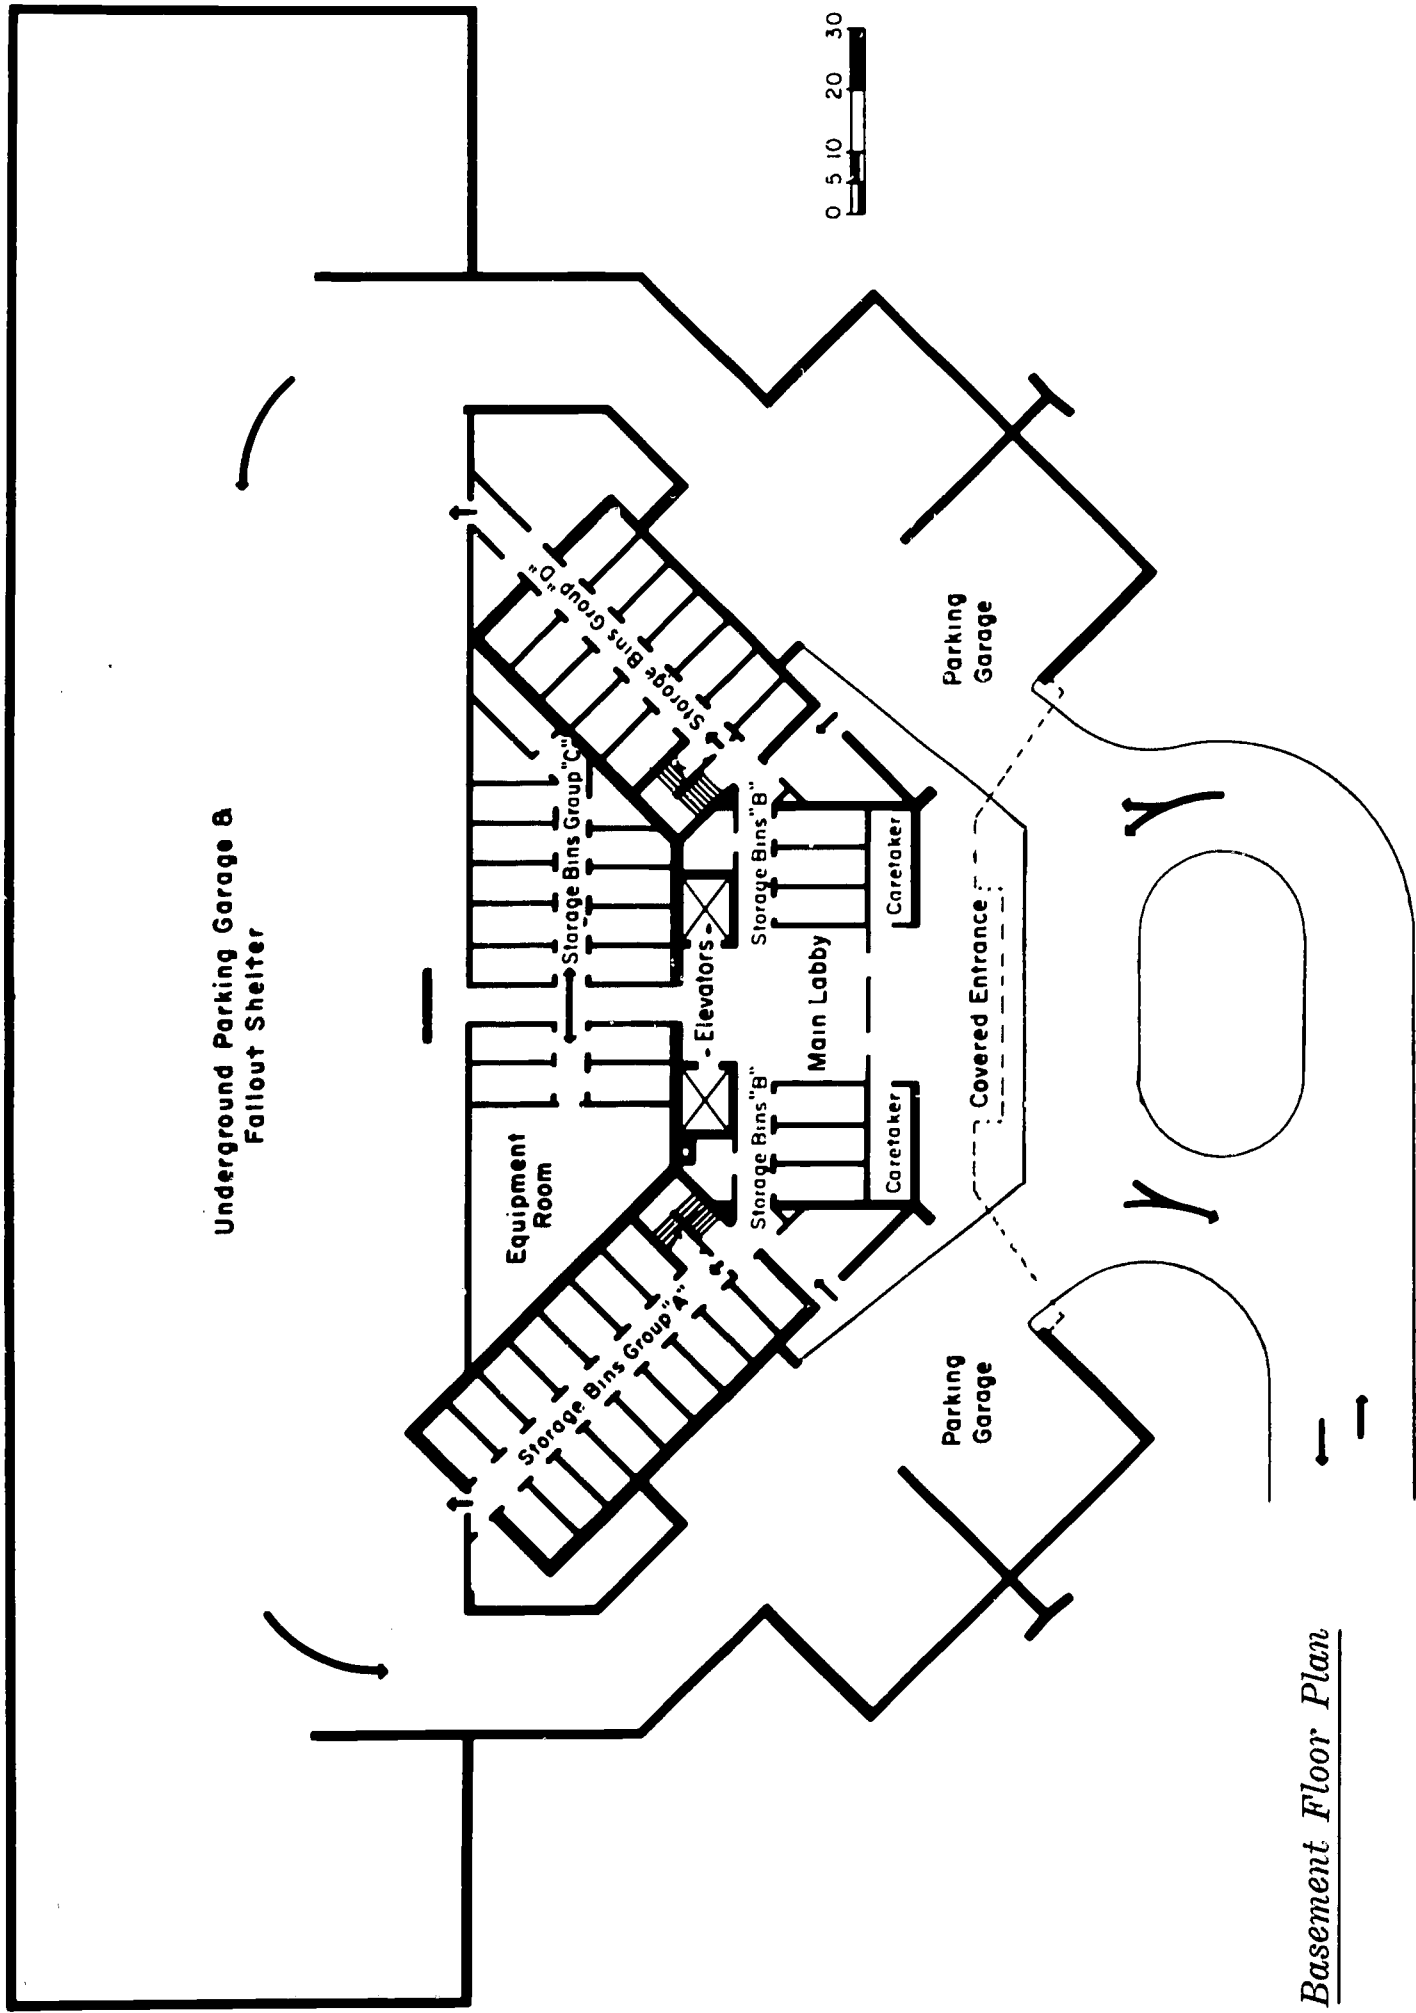 Underground Parking Garage &
Fallout Shelter
Equipment
Room
Storage Bins Group "C"
Storage Bins Group "A"
Storage Bins Group "D"
- Elevators -
Storage Bins "B"
Storage Bins "B"
Main Lobby
Caretaker
Caretaker
Parking
Garage
Covered Entrance
Parking
Garage
0 5 10 20 30
Basement Floor Plan